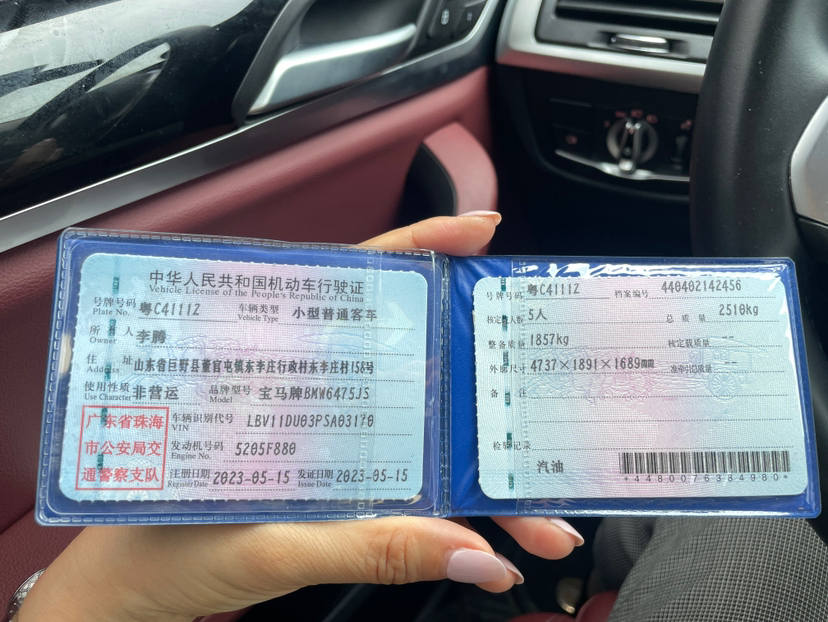 中华人民共和国机动车行驶证
Vehicle License of the People's Republic of China
号牌号码 粤C4111Z 车辆类型 小型普通客车
Plate No. Vehicle Type
所有人 李腾
Owner
住址 山东省巨野县董官屯镇东李庄行政村东李庄村158号
Address
使用性质 非营运 品牌型号 宝马牌BMW6475JS
Use Character Model
广东省珠海
市公安局交
通警察支队
车辆识别代号 LBV11DU03PSA03170
VIN
发动机号码 5205F880
Engine No.
注册日期 2023-05-15 发证日期 2023-05-15
Register Date Issue Date
号牌号码 粤C4111Z 档案编号 440402142456
核定载人数 5人 总质量 2510kg
整备质量 1857kg 核定载质量 --
外廓尺寸 4737×1891×1689mm 准牵引总质量 --
备注
检验记录
汽油
*4480076384980*